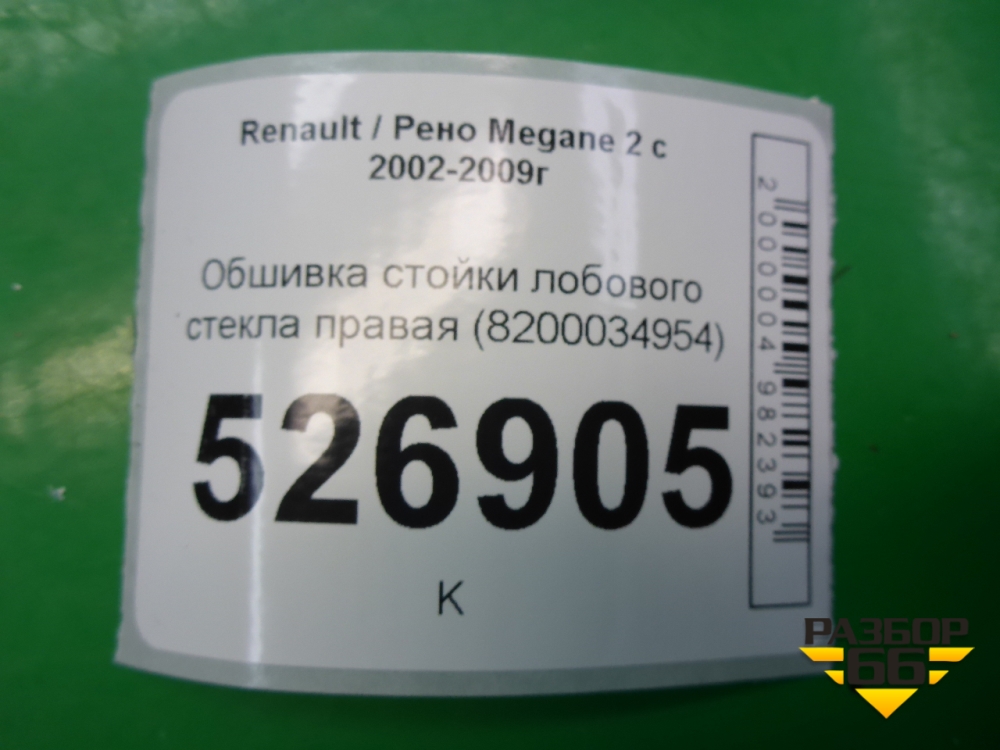 Renault / Рено Megane 2 с
2002-2009г
Обшивка стойки лобового
стекла правая (8200034954)
526905
К
2000004982393
РАЗБОР
66